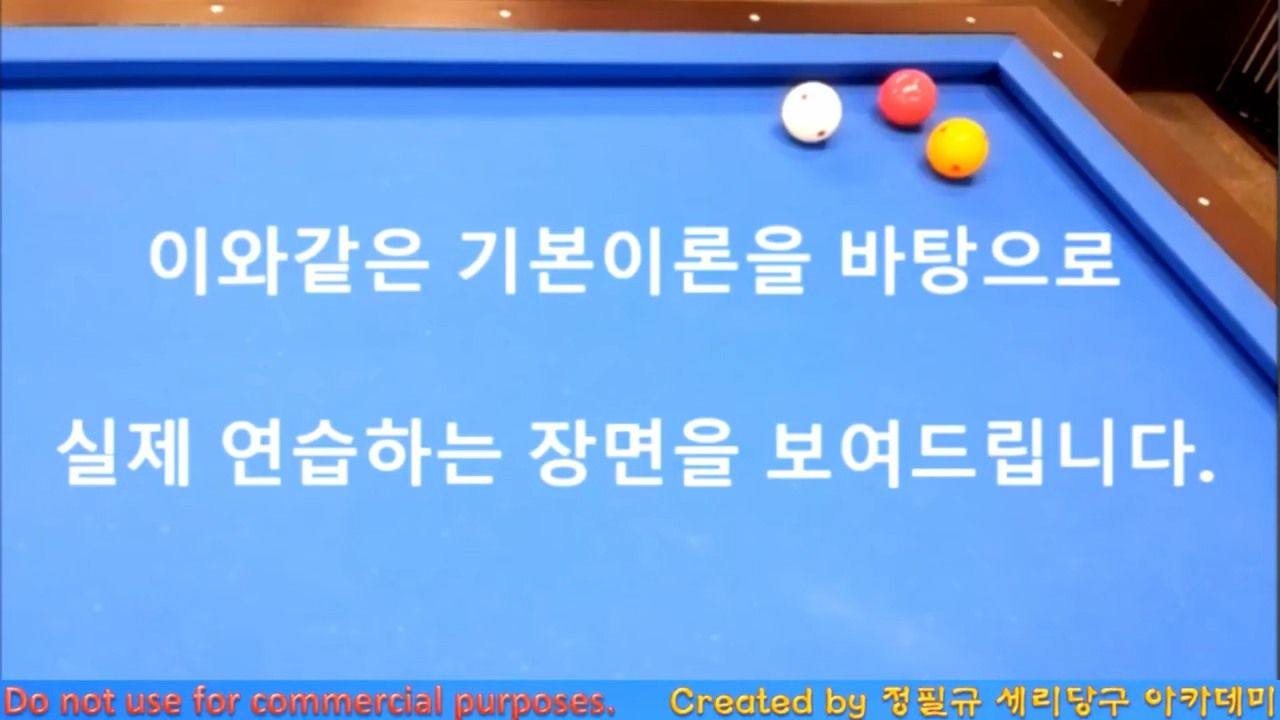 이와같은 기본이론을 바탕으로
실제 연습하는 장면을 보여드립니다.
Do not use for commercial purposes. Created by 정필규 세리당구 아카데미